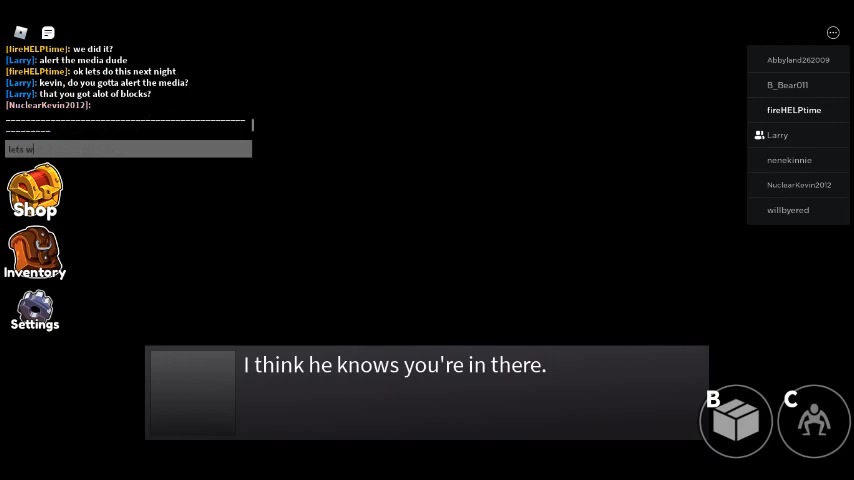 [fireHELPtime]: we did it?
[Larry]: alert the media dude
[fireHELPtime]: ok lets do this next night
[Larry]: kevin, do you gotta alert the media?
[Larry]: that you got alot of blocks?
[NuclearKevin2012]:
lets w
Shop
Inventory
Settings
Abbyland262009
B_Bear011
fireHELPtime
Larry
nenekinnie
NuclearKevin2012
willbyered
I think he knows you're in there.
B
C